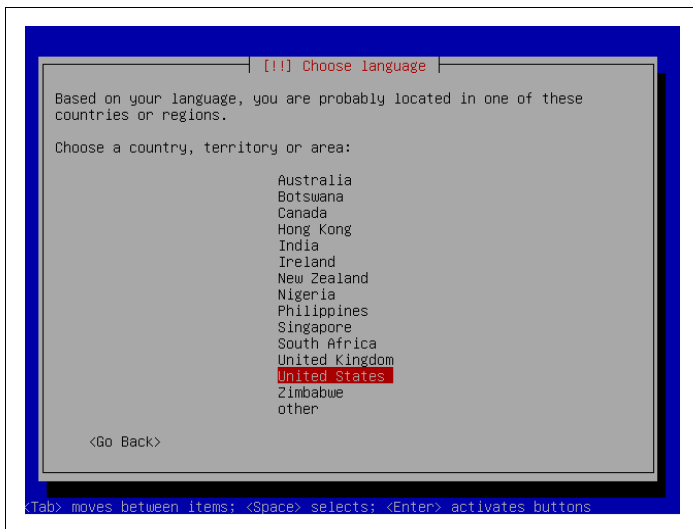 [!!] Choose language
Based on your language, you are probably located in one of these
countries or regions.
Choose a country, territory or area:
Australia
Botswana
Canada
Hong Kong
India
Ireland
New Zealand
Nigeria
Philippines
Singapore
South Africa
United Kingdom
United States
Zimbabwe
other
<Go Back>
<Tab> moves between items; <Space> selects; <Enter> activates buttons